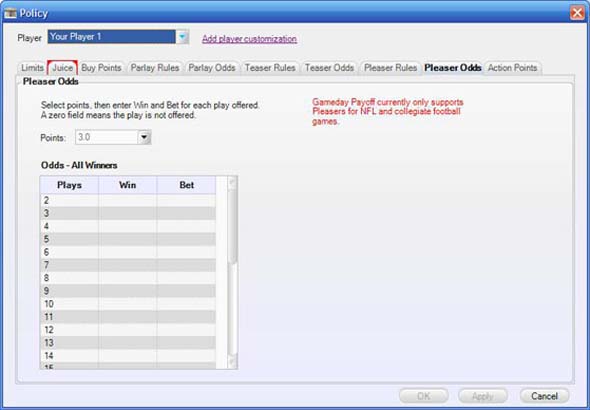 Policy
Player Your Player 1 Add player customization
Limits Juice Buy Points Parlay Rules Parlay Odds Teaser Rules Teaser Odds Pleaser Rules Pleaser Odds Action Points
Pleaser Odds
Select points, then enter Win and Bet for each play offered.
A zero field means the play is not offered.
Gameday Payoff currently only supports
Pleasers for NFL and collegiate football
games.
Points: 3.0
Odds - All Winners
Plays Win Bet
2
3
4
5
6
7
8
9
10
11
12
13
14
15
OK Apply Cancel